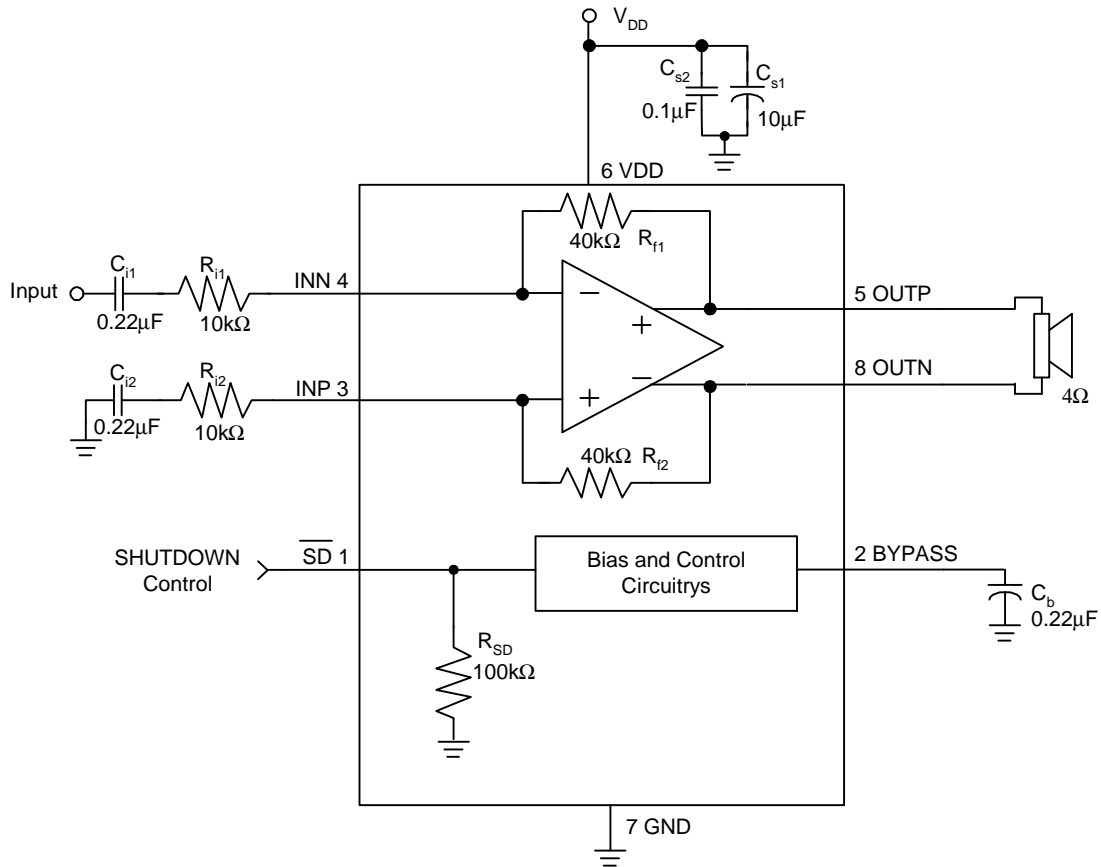 V_DD
C_s2
0.1μF
C_s1
10μF
6 VDD
40kΩ
R_f1
Input
C_i1
0.22μF
R_i1
10kΩ
INN 4
−
+
5 OUTP
C_i2
0.22μF
R_i2
10kΩ
INP 3
+
−
8 OUTN
4Ω
40kΩ
R_f2
SHUTDOWN
Control
S̅D̅ 1
Bias and Control
Circuitrys
2 BYPASS
C_b
0.22μF
R_SD
100kΩ
7 GND